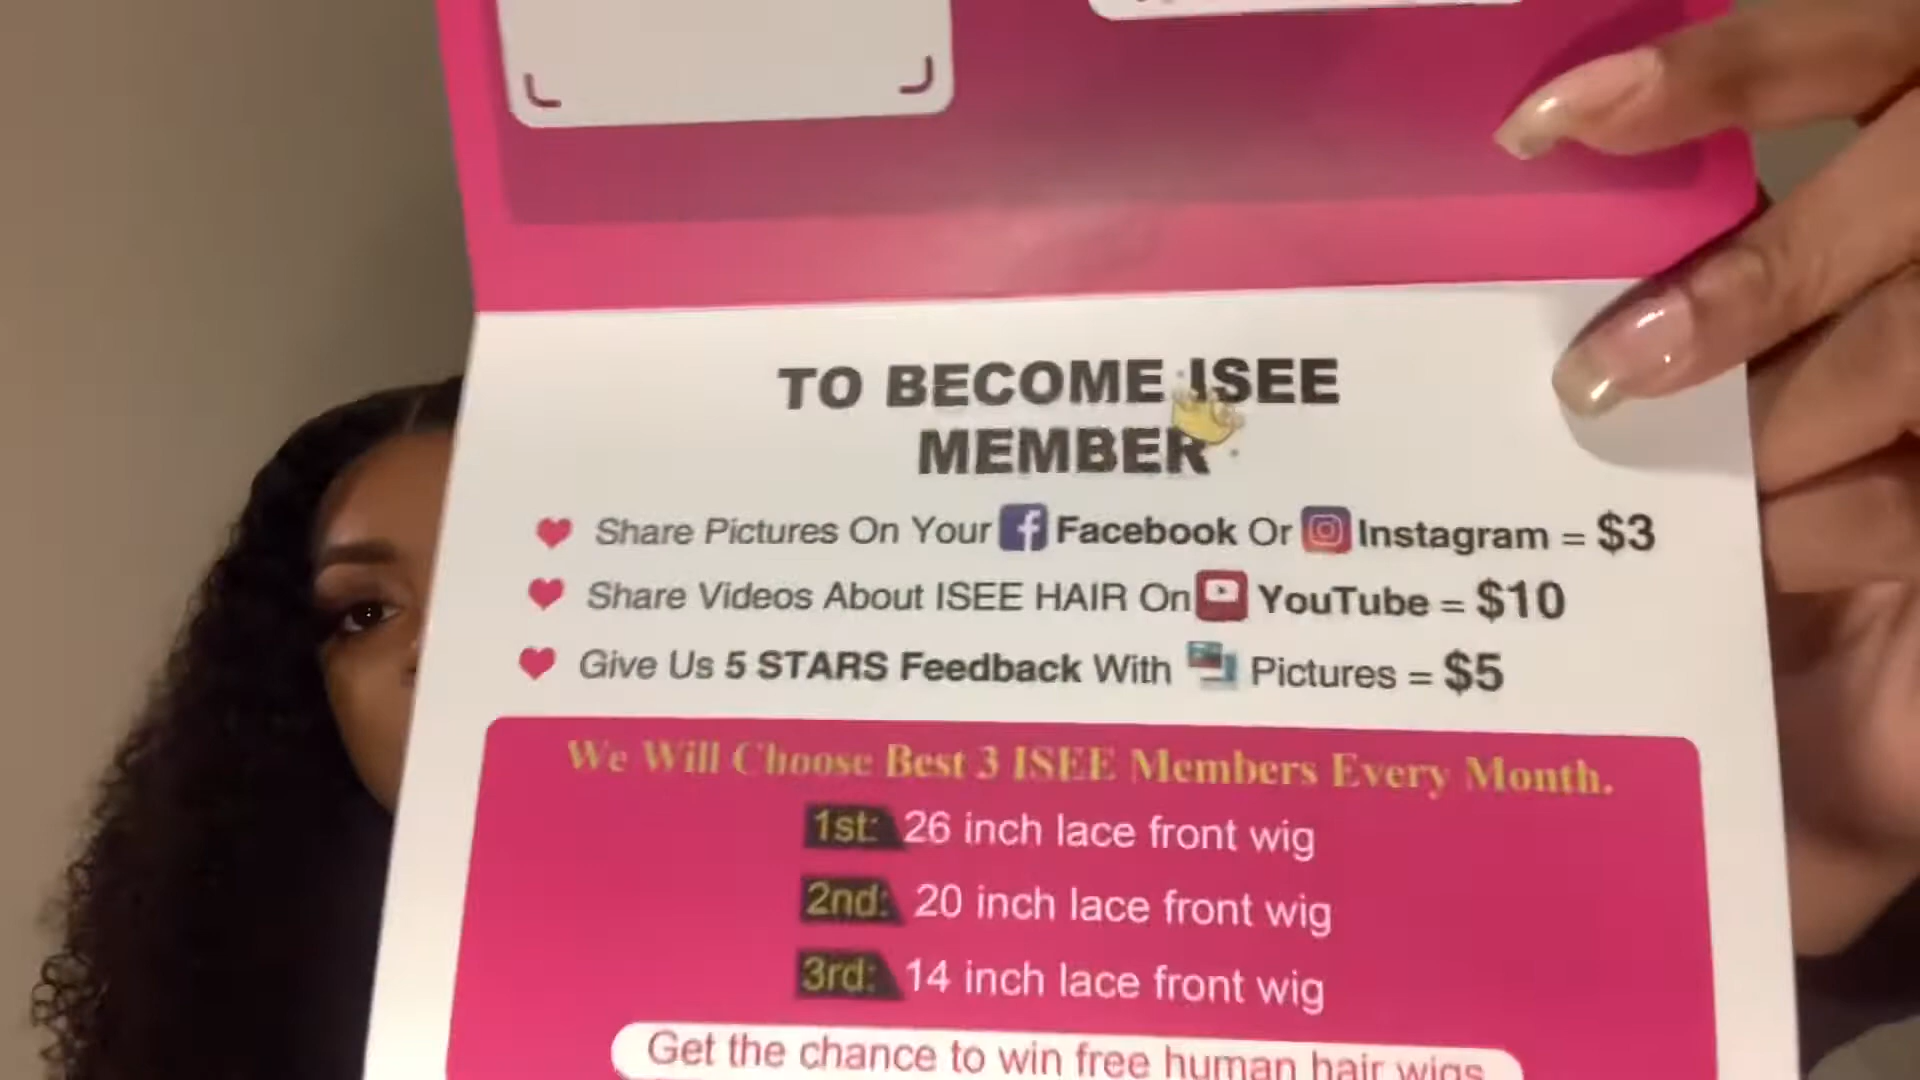 TO BECOME ISEE
MEMBER
Share Pictures On Your Facebook Or Instagram = $3
Share Videos About ISEE HAIR On YouTube = $10
Give Us 5 STARS Feedback With Pictures = $5
We Will Choose Best 3 ISEE Members Every Month.
1st: 26 inch lace front wig
2nd: 20 inch lace front wig
3rd: 14 inch lace front wig
Get the chance to win free human hair wigs